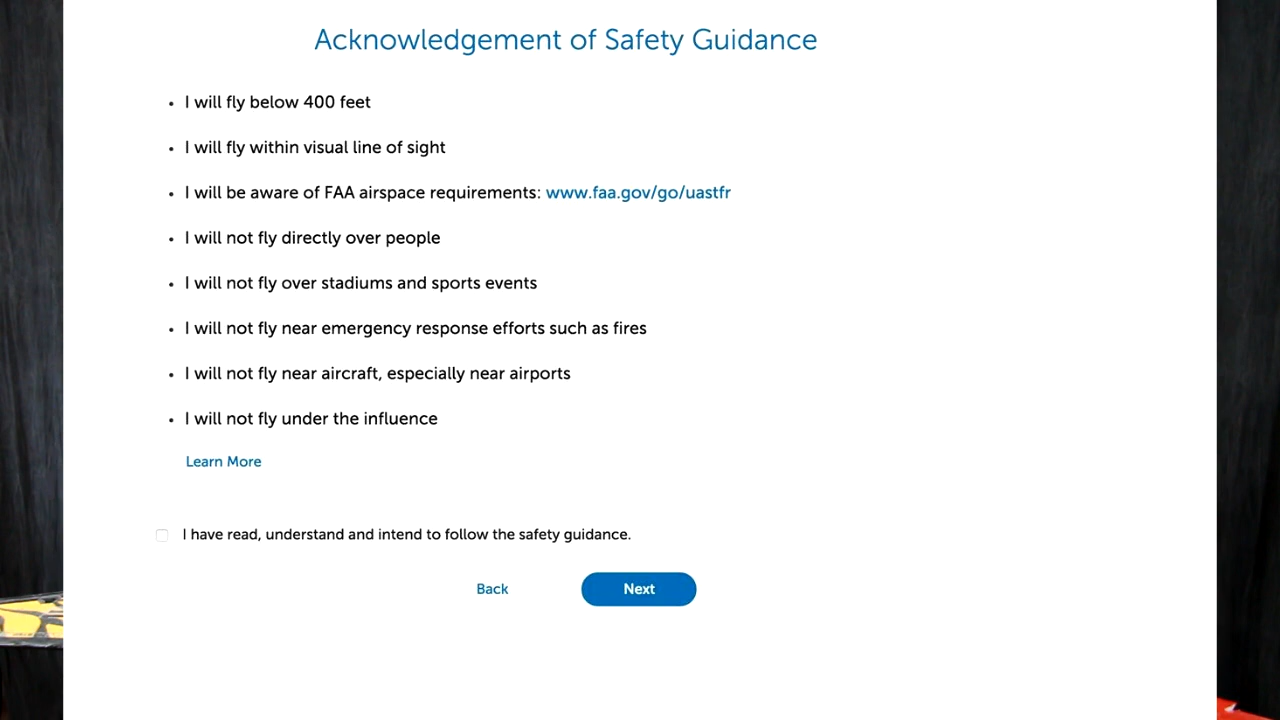 Acknowledgement of Safety Guidance
• I will fly below 400 feet
• I will fly within visual line of sight
• I will be aware of FAA airspace requirements: www.faa.gov/go/uastfr
• I will not fly directly over people
• I will not fly over stadiums and sports events
• I will not fly near emergency response efforts such as fires
• I will not fly near aircraft, especially near airports
• I will not fly under the influence
Learn More
I have read, understand and intend to follow the safety guidance.
Back Next